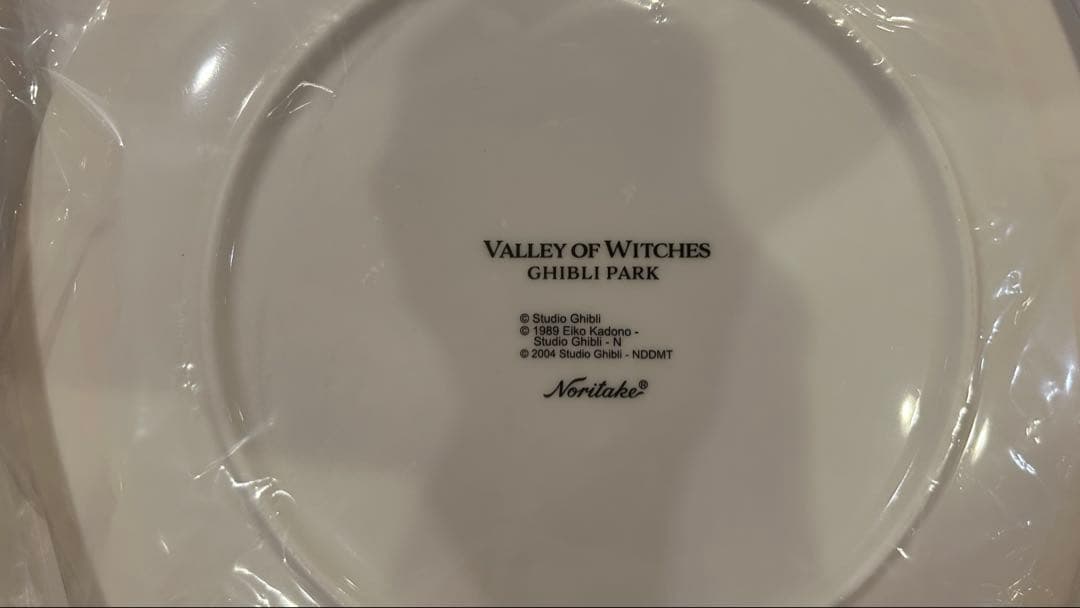 VALLEY OF WITCHES
GHIBLI PARK
© Studio Ghibli
© 1989 Eiko Kadono -
Studio Ghibli - N
© 2004 Studio Ghibli - NDDMT
Noritake®